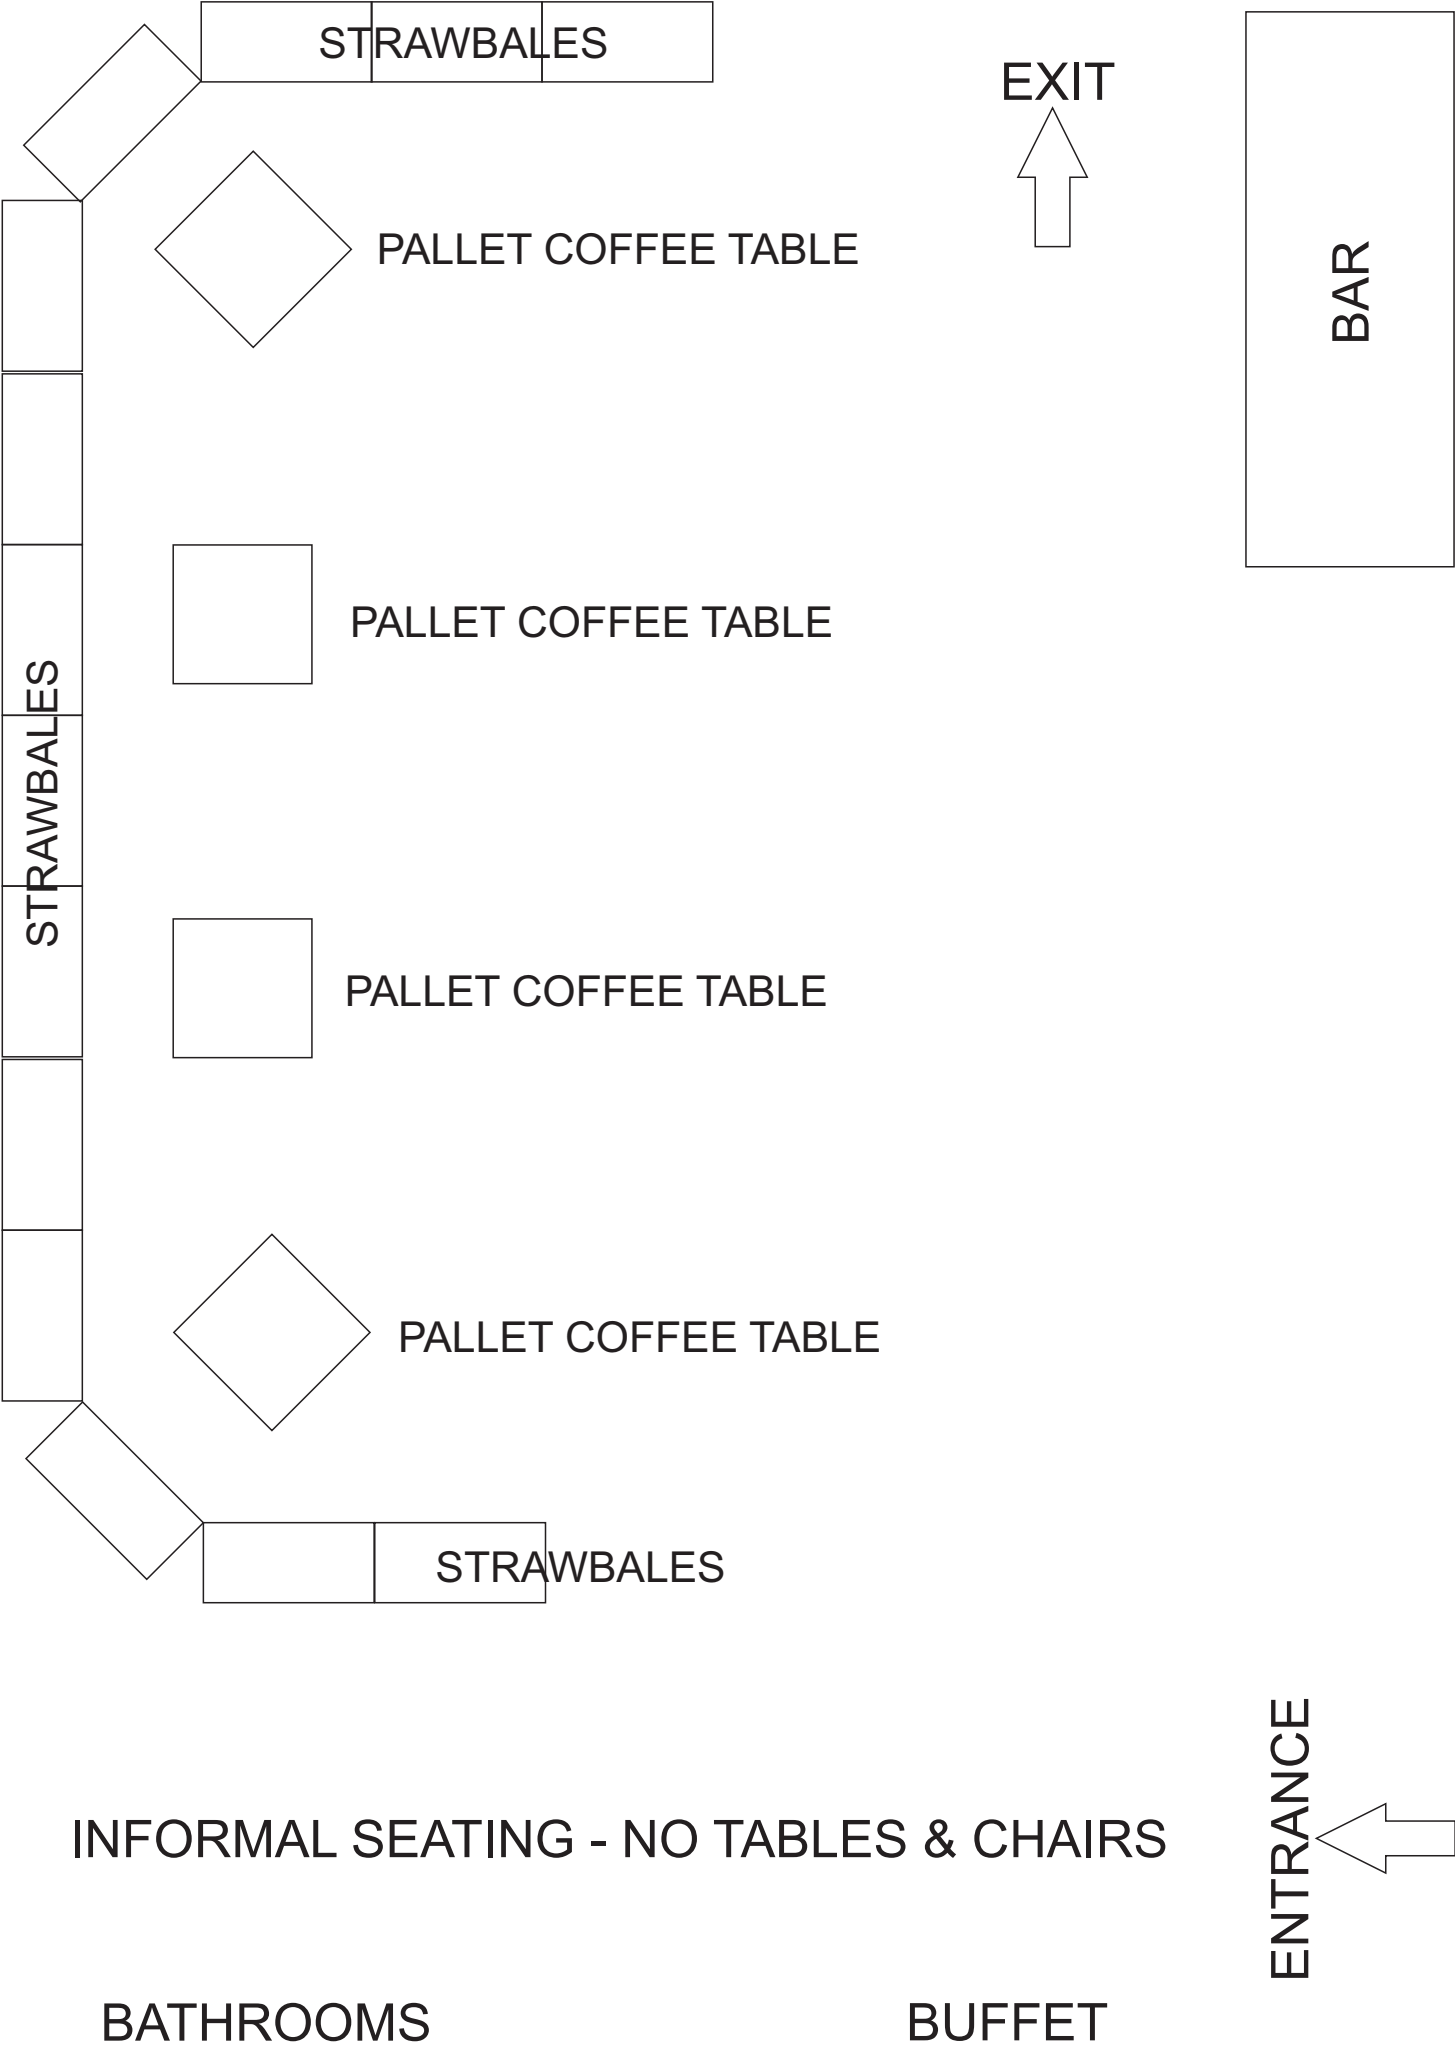 STRAWBALES
EXIT
PALLET COFFEE TABLE
BAR
PALLET COFFEE TABLE
STRAWBALES
PALLET COFFEE TABLE
PALLET COFFEE TABLE
STRAWBALES
ENTRANCE
INFORMAL SEATING - NO TABLES & CHAIRS
BATHROOMS
BUFFET